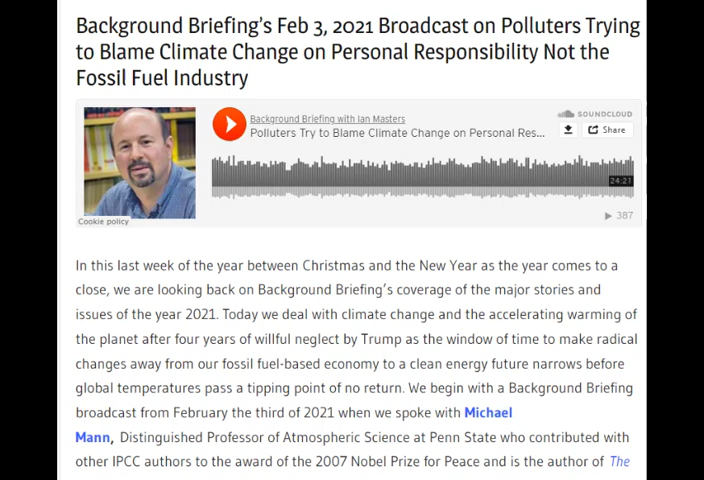 Background Briefing's Feb 3, 2021 Broadcast on Polluters Trying
to Blame Climate Change on Personal Responsibility Not the
Fossil Fuel Industry
Background Briefing with Ian Masters
Polluters Try to Blame Climate Change on Personal Res...
SOUNDCLOUD
Share
24:21
Cookie policy
387
In this last week of the year between Christmas and the New Year as the year comes to a
close, we are looking back on Background Briefing's coverage of the major stories and
issues of the year 2021. Today we deal with climate change and the accelerating warming of
the planet after four years of willful neglect by Trump as the window of time to make radical
changes away from our fossil fuel-based economy to a clean energy future narrows before
global temperatures pass a tipping point of no return. We begin with a Background Briefing
broadcast from February the third of 2021 when we spoke with Michael
Mann, Distinguished Professor of Atmospheric Science at Penn State who contributed with
other IPCC authors to the award of the 2007 Nobel Prize for Peace and is the author of The